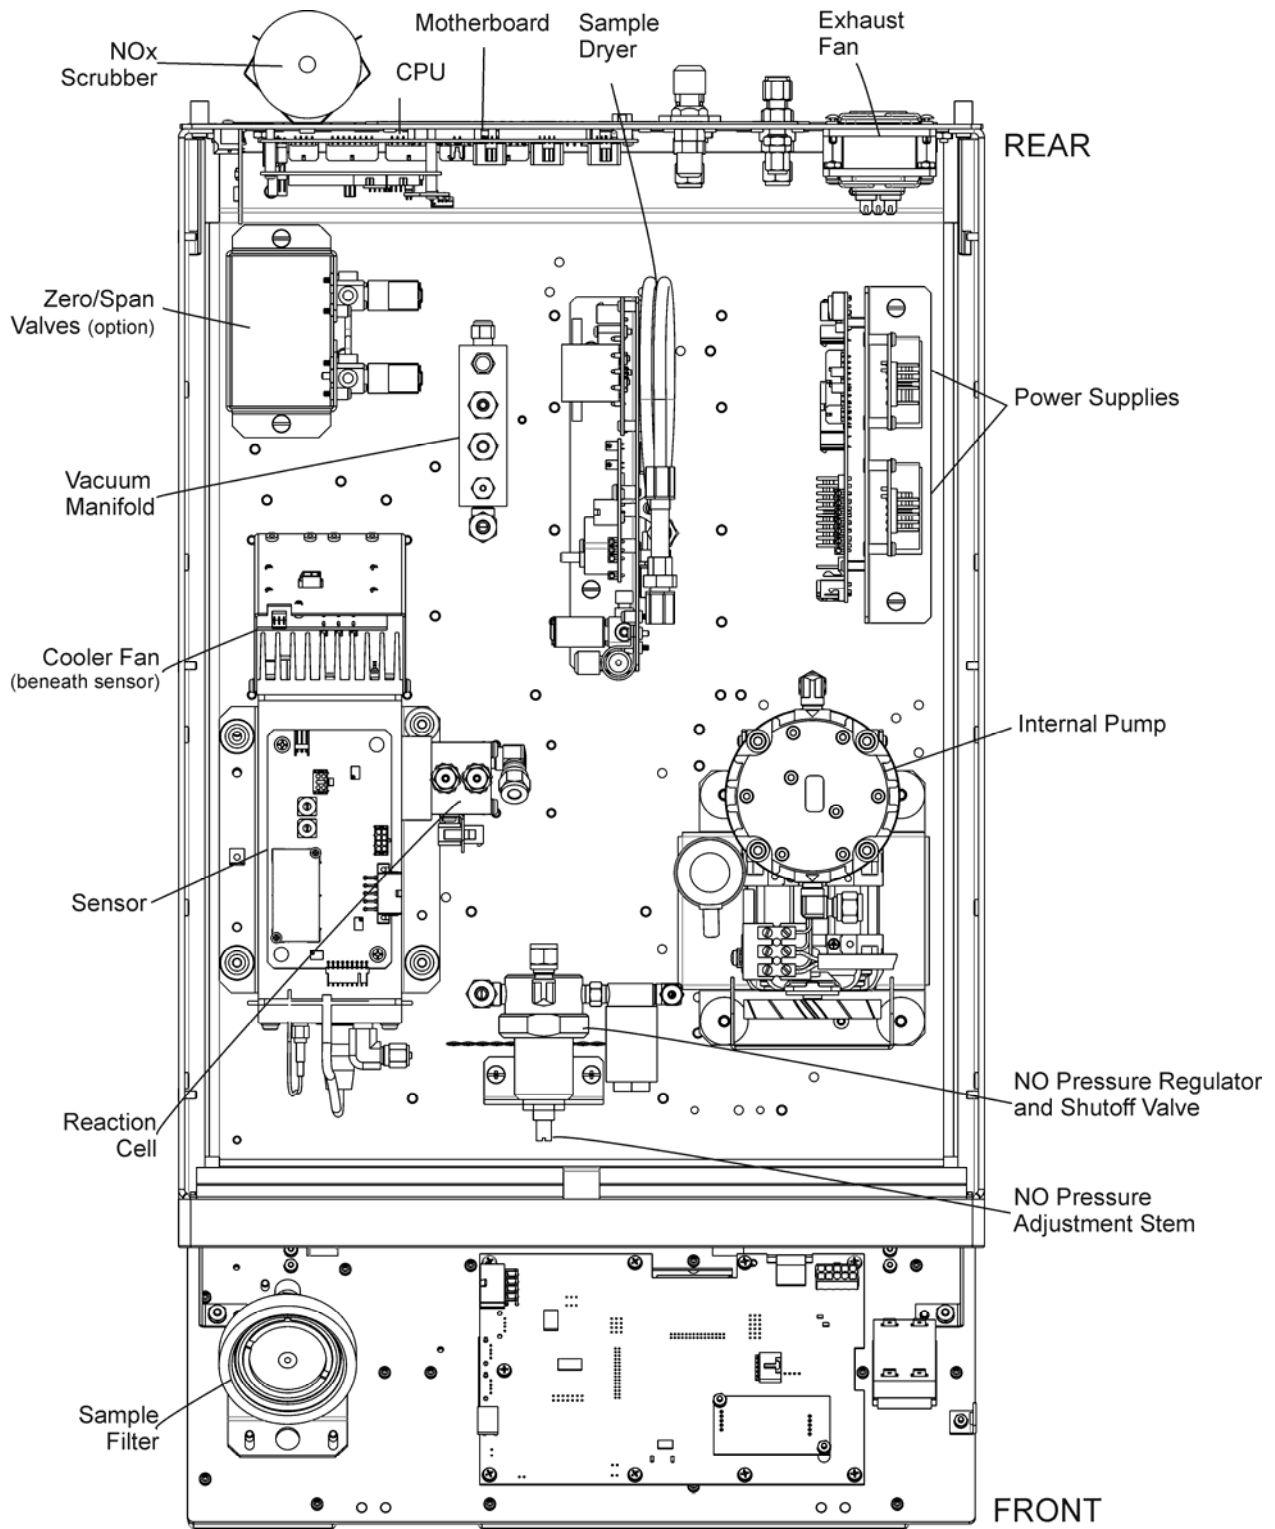 Motherboard
Sample
Dryer
Exhaust
Fan
NOx
Scrubber
CPU
REAR
Zero/Span
Valves (option)
Power Supplies
Vacuum
Manifold
Cooler Fan
(beneath sensor)
Internal Pump
Sensor
NO Pressure Regulator
and Shutoff Valve
Reaction
Cell
NO Pressure
Adjustment Stem
Sample
Filter
FRONT